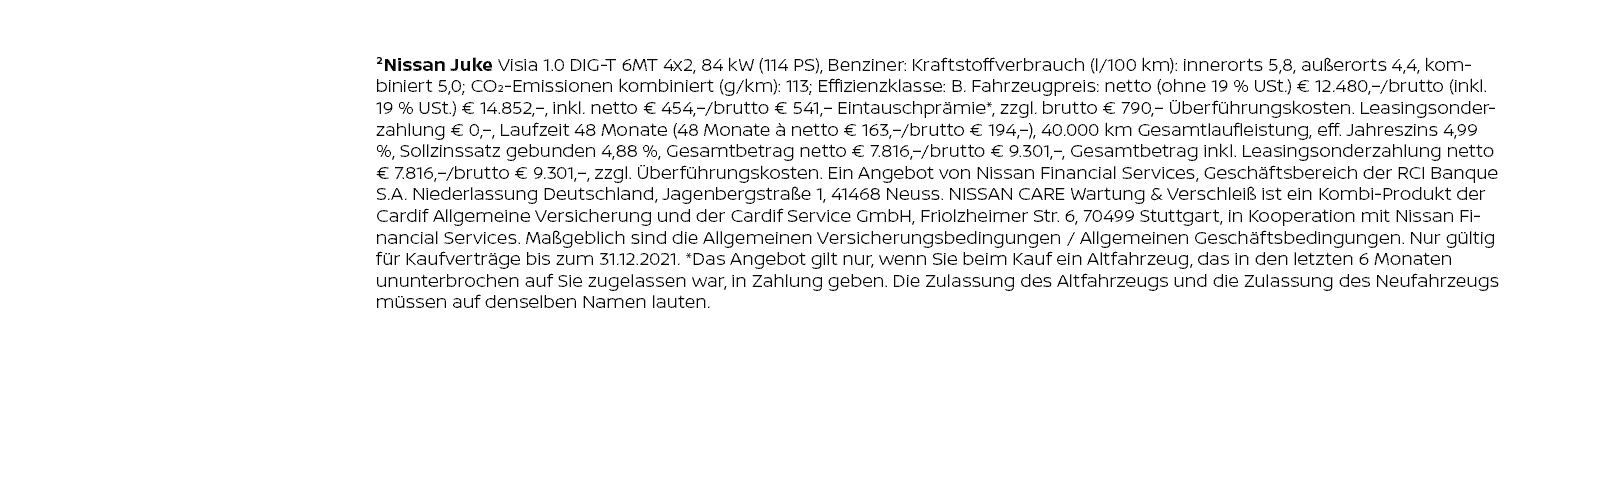 ²Nissan Juke Visia 1.0 DIG-T 6MT 4x2, 84 kW (114 PS), Benziner: Kraftstoffverbrauch (l/100 km): innerorts 5,8, außerorts 4,4, kom-
biniert 5,0; CO₂-Emissionen kombiniert (g/km): 113; Effizienzklasse: B. Fahrzeugpreis: netto (ohne 19 % USt.) € 12.480,–/brutto (inkl.
19 % USt.) € 14.852,–, inkl. netto € 454,–/brutto € 541,– Eintauschprämie*, zzgl. brutto € 790,– Überführungskosten. Leasingsonder-
zahlung € 0,–, Laufzeit 48 Monate (48 Monate à netto € 163,–/brutto € 194,–), 40.000 km Gesamtlaufleistung, eff. Jahreszins 4,99
%, Sollzinssatz gebunden 4,88 %, Gesamtbetrag netto € 7.816,–/brutto € 9.301,–, Gesamtbetrag inkl. Leasingsonderzahlung netto
€ 7.816,–/brutto € 9.301,–, zzgl. Überführungskosten. Ein Angebot von Nissan Financial Services, Geschäftsbereich der RCI Banque
S.A. Niederlassung Deutschland, Jagenbergstraße 1, 41468 Neuss. NISSAN CARE Wartung & Verschleiß ist ein Kombi-Produkt der
Cardif Allgemeine Versicherung und der Cardif Service GmbH, Friolzheimer Str. 6, 70499 Stuttgart, in Kooperation mit Nissan Fi-
nancial Services. Maßgeblich sind die Allgemeinen Versicherungsbedingungen / Allgemeinen Geschäftsbedingungen. Nur gültig
für Kaufverträge bis zum 31.12.2021. *Das Angebot gilt nur, wenn Sie beim Kauf ein Altfahrzeug, das in den letzten 6 Monaten
ununterbrochen auf Sie zugelassen war, in Zahlung geben. Die Zulassung des Altfahrzeugs und die Zulassung des Neufahrzeugs
müssen auf denselben Namen lauten.